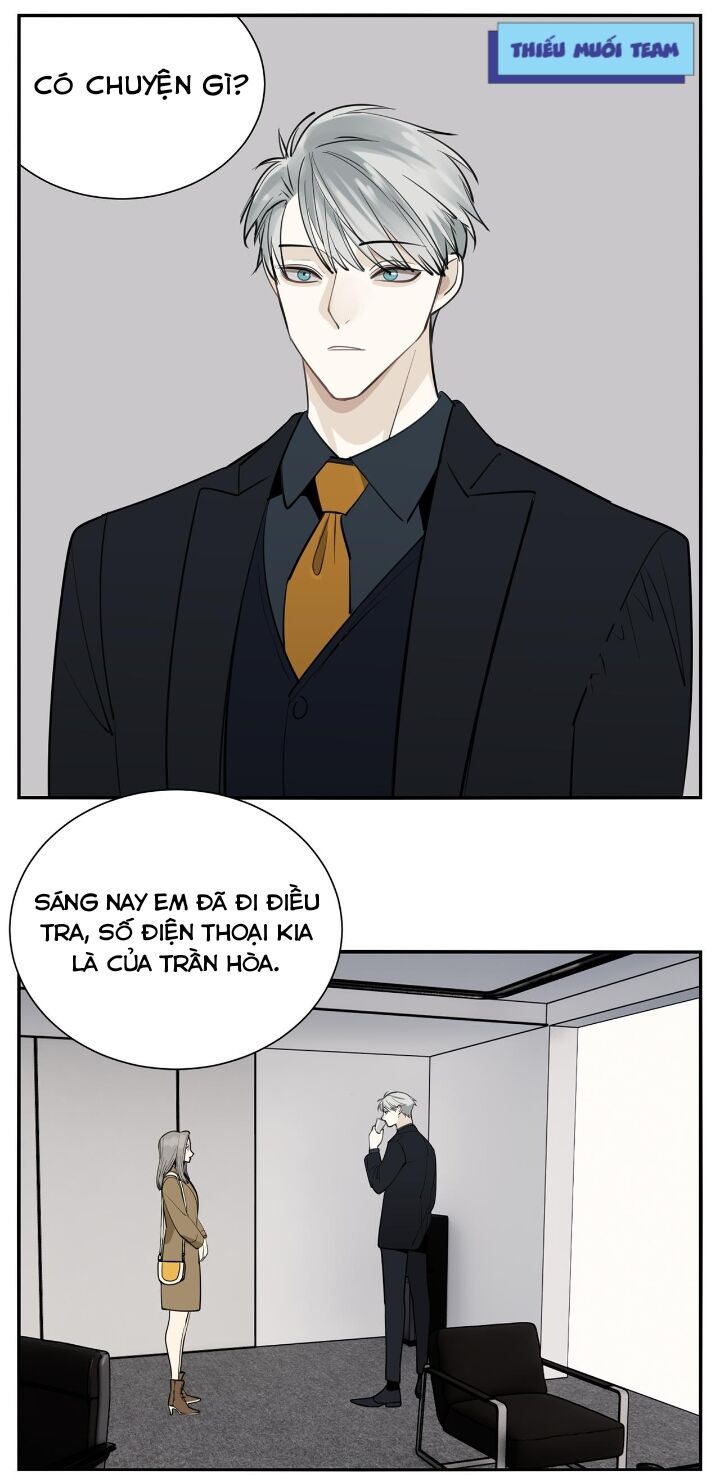 THIẾU MUỐI TEAM
CÓ CHUYỆN GÌ?
SÁNG NAY EM ĐÃ ĐI ĐIỀU
TRA, SỐ ĐIỆN THOẠI KIA
LÀ CỦA TRẦN HÒA.